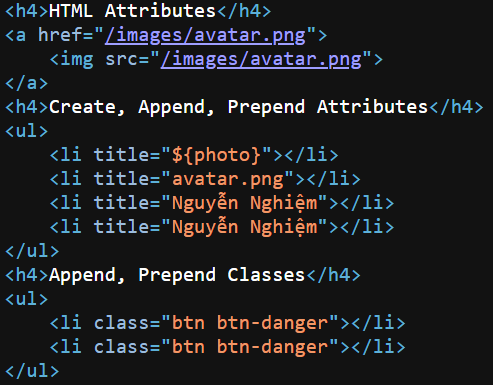 <h4>HTML Attributes</h4>
<a href="/images/avatar.png">
    <img src="/images/avatar.png">
</a>
<h4>Create, Append, Prepend Attributes</h4>
<ul>
    <li title="${photo}"></li>
    <li title="avatar.png"></li>
    <li title="Nguyễn Nghiệm"></li>
    <li title="Nguyễn Nghiệm"></li>
</ul>
<h4>Append, Prepend Classes</h4>
<ul>
    <li class="btn btn-danger"></li>
    <li class="btn btn-danger"></li>
</ul>